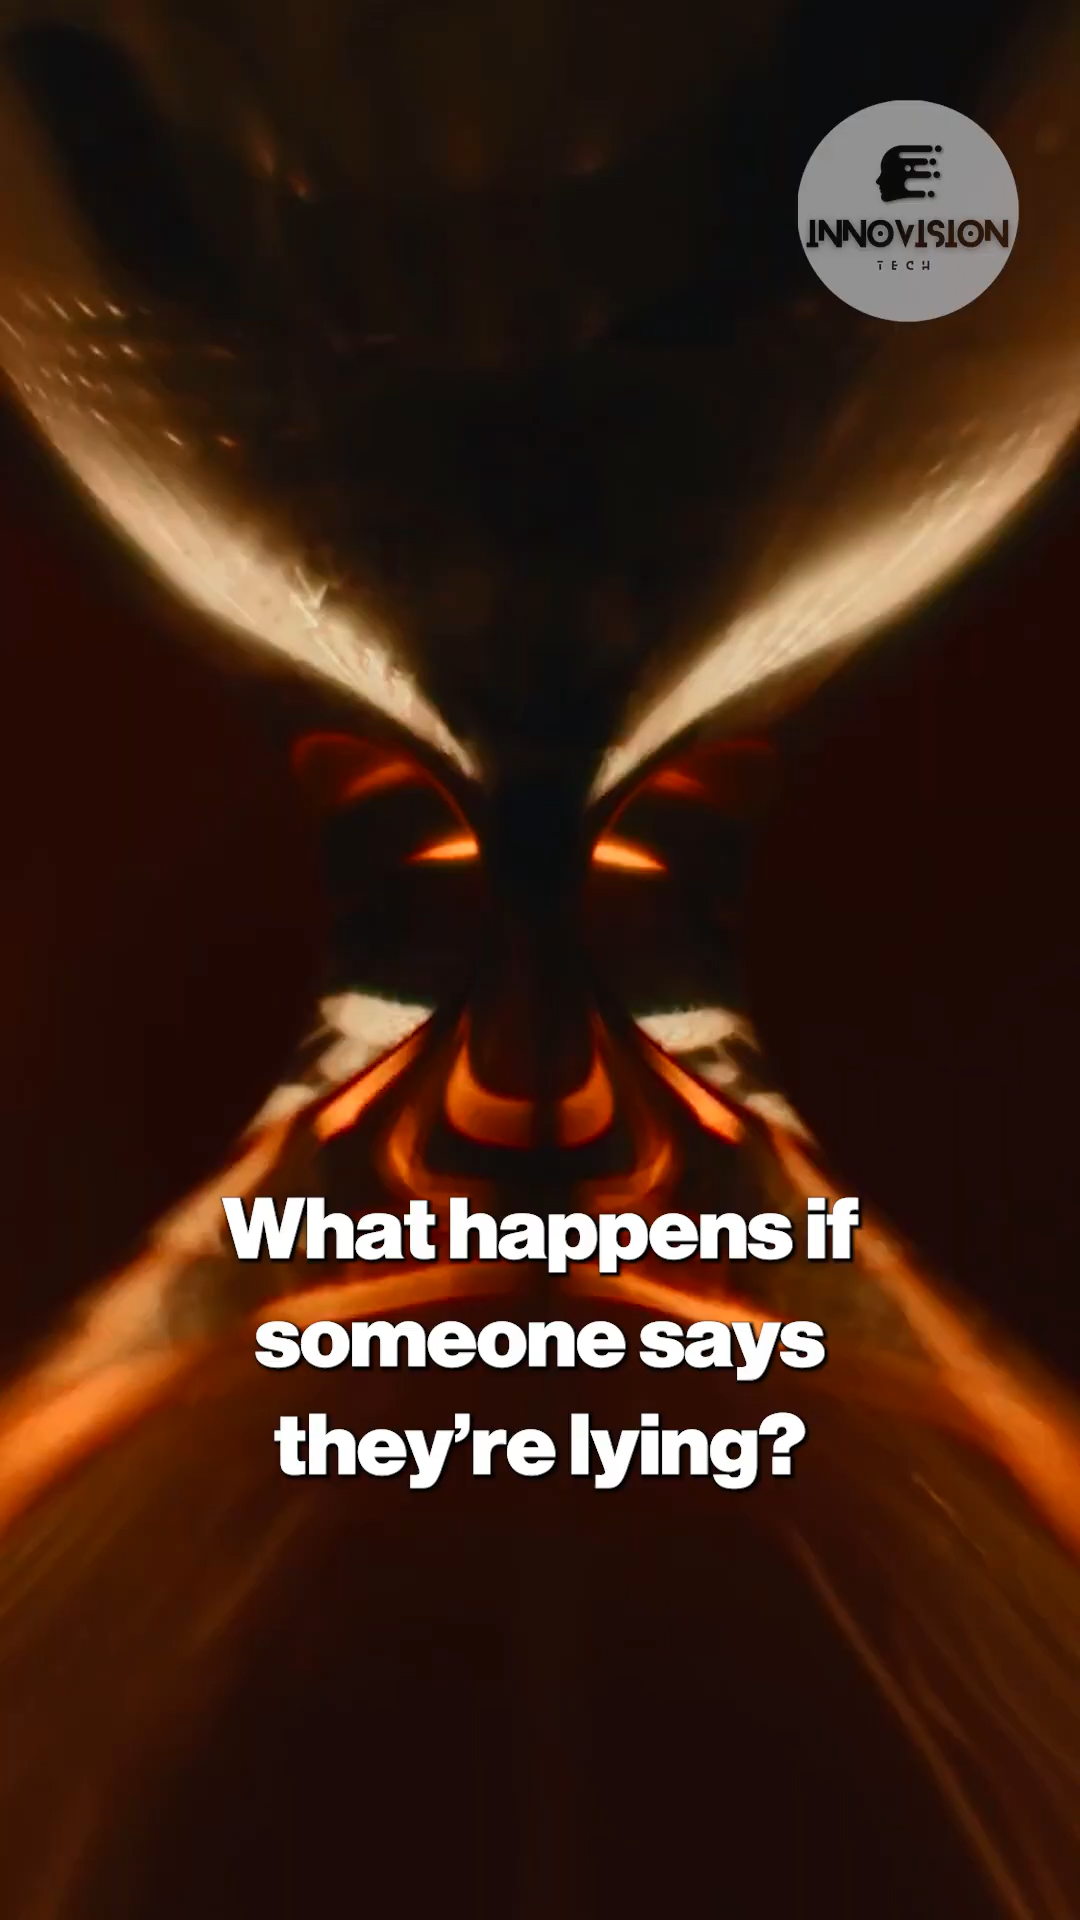 INNOVISION
TECH
What happens if
someone says
they're lying?